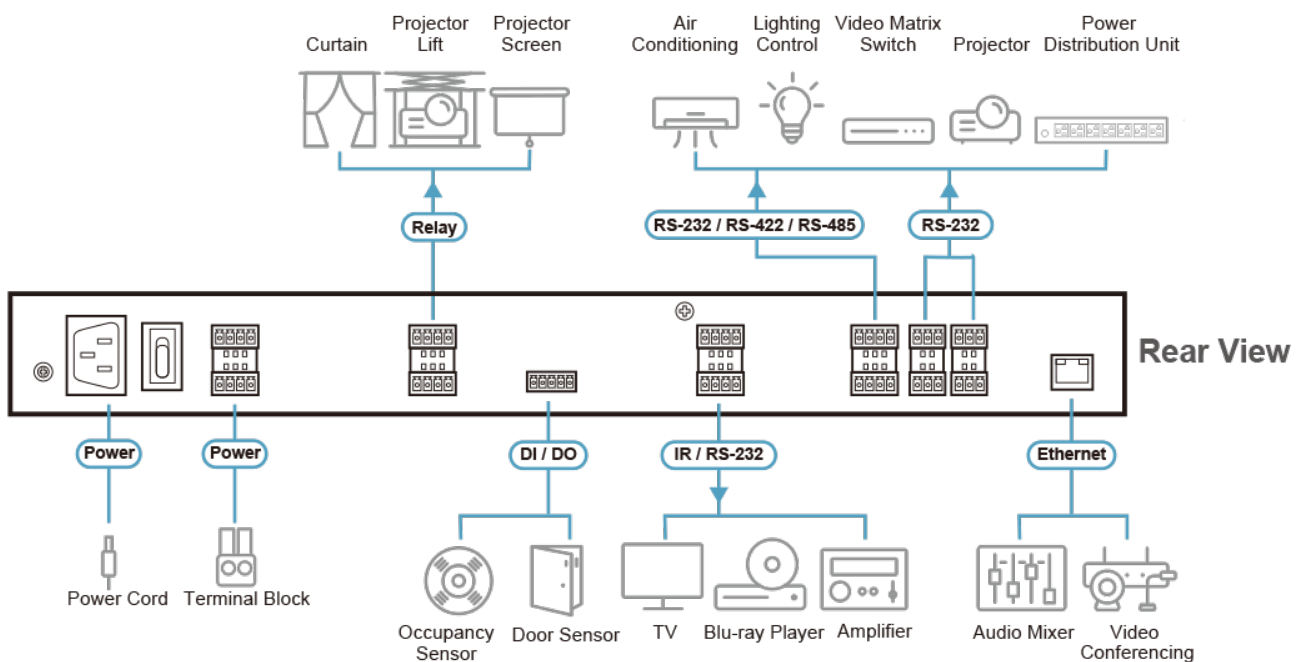 Curtain
Projector
Lift
Projector
Screen
Air
Conditioning
Lighting
Control
Video Matrix
Switch
Projector
Power
Distribution Unit
Relay
RS-232 / RS-422 / RS-485
RS-232
Rear View
Power
Power
DI / DO
IR / RS-232
Ethernet
Power Cord
Terminal Block
Occupancy
Sensor
Door Sensor
TV
Blu-ray Player
Amplifier
Audio Mixer
Video
Conferencing